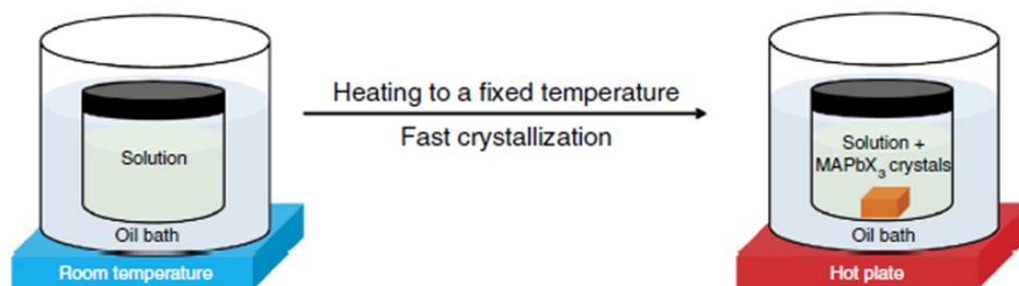 Solution
Oil bath
Room temperature
Heating to a fixed temperature
Fast crystallization
Solution +
MAPbX₃ crystals
Oil bath
Hot plate